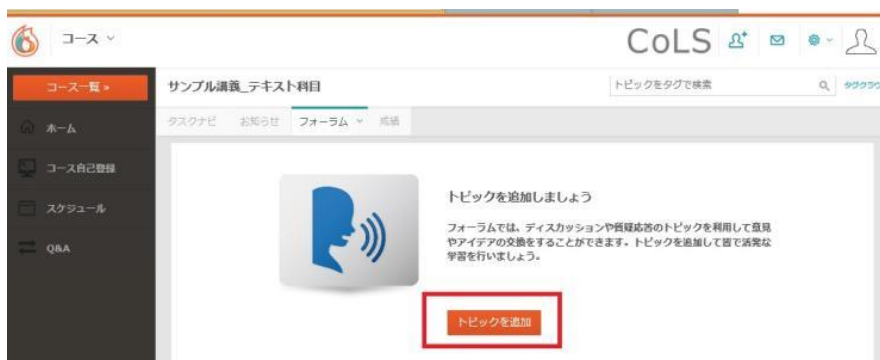 コース
CoLS
コース一覧 »
サンプル講義_テキスト科目
トピックをタグで検索
ホーム
タスクナビ お知らせ フォーラム 成績
コース自己登録
スケジュール
Q&A
トピックを追加しましょう
フォーラムでは、ディスカッションや質疑応答のトピックを利用して意見
やアイデアの交換をすることができます。トピックを追加して皆で活発な
学習を行いましょう。
トピックを追加